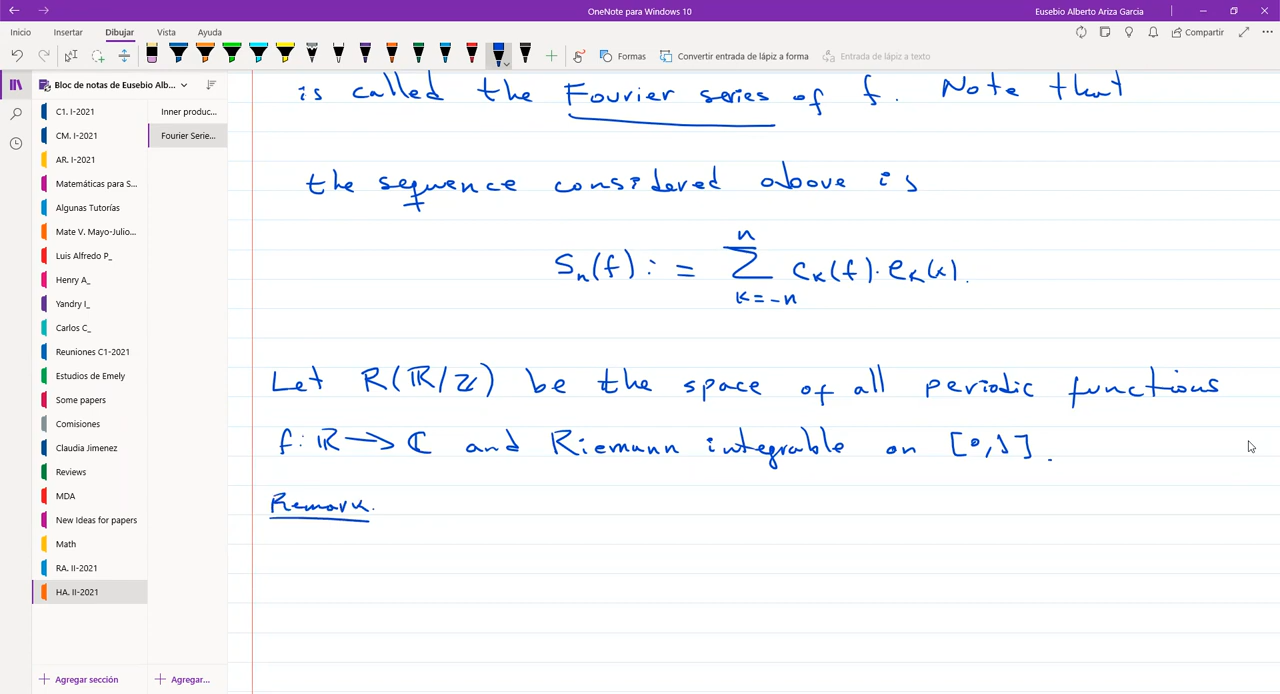 OneNote para Windows 10
Eusebio Alberto Ariza Garcia
Inicio Insertar Dibujar Vista Ayuda
Compartir
Formas Convertir entrada de lápiz a forma Entrada de lápiz a texto
Bloc de notas de Eusebio Alb...
C1. I-2021
CM. I-2021
AR. I-2021
Matemáticas para S...
Algunas Tutorías
Mate V. Mayo-Julio...
Luis Alfredo P_
Henry A_
Yandry I_
Carlos C_
Reuniones C1-2021
Estudios de Emely
Some papers
Comisiones
Claudia Jimenez
Reviews
MDA
New Ideas for papers
Math
RA. II-2021
HA. II-2021
Agregar sección
Inner produc...
Fourier Serie...
Agregar...
is called the Fourier series of f. Note that
the sequence considered above is
Sₙ(f) := ∑_{k=-n}^{n} cₖ(f)·eₖ(x).
Let R(ℝ/ℤ) be the space of all periodic functions
f: ℝ → ℂ and Riemann integrable on [0,1].
Remark.